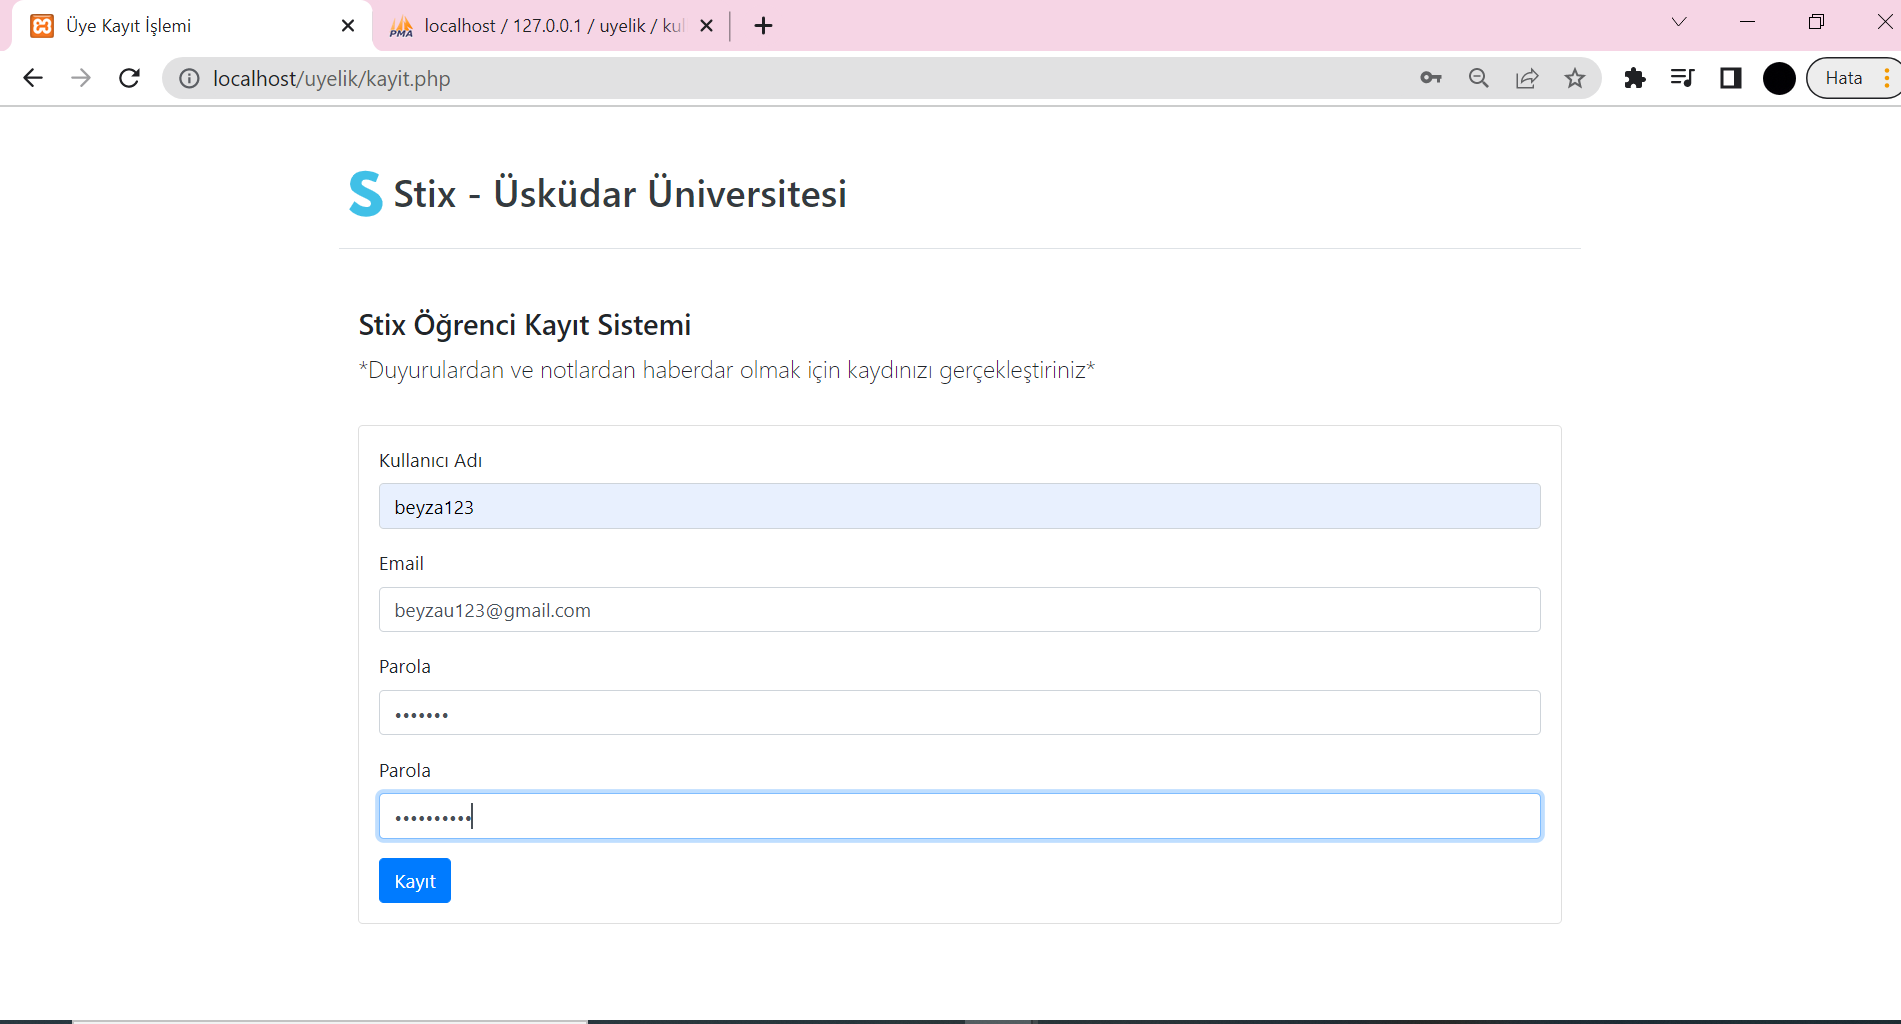 Üye Kayıt İşlemi
localhost / 127.0.0.1 / uyelik / kul
localhost/uyelik/kayit.php
Hata
S Stix - Üsküdar Üniversitesi
Stix Öğrenci Kayıt Sistemi
*Duyurulardan ve notlardan haberdar olmak için kaydınızı gerçekleştiriniz*
Kullanıcı Adı
beyza123
Email
beyzau123@gmail.com
Parola
•••••••
Parola
••••••••••
Kayıt